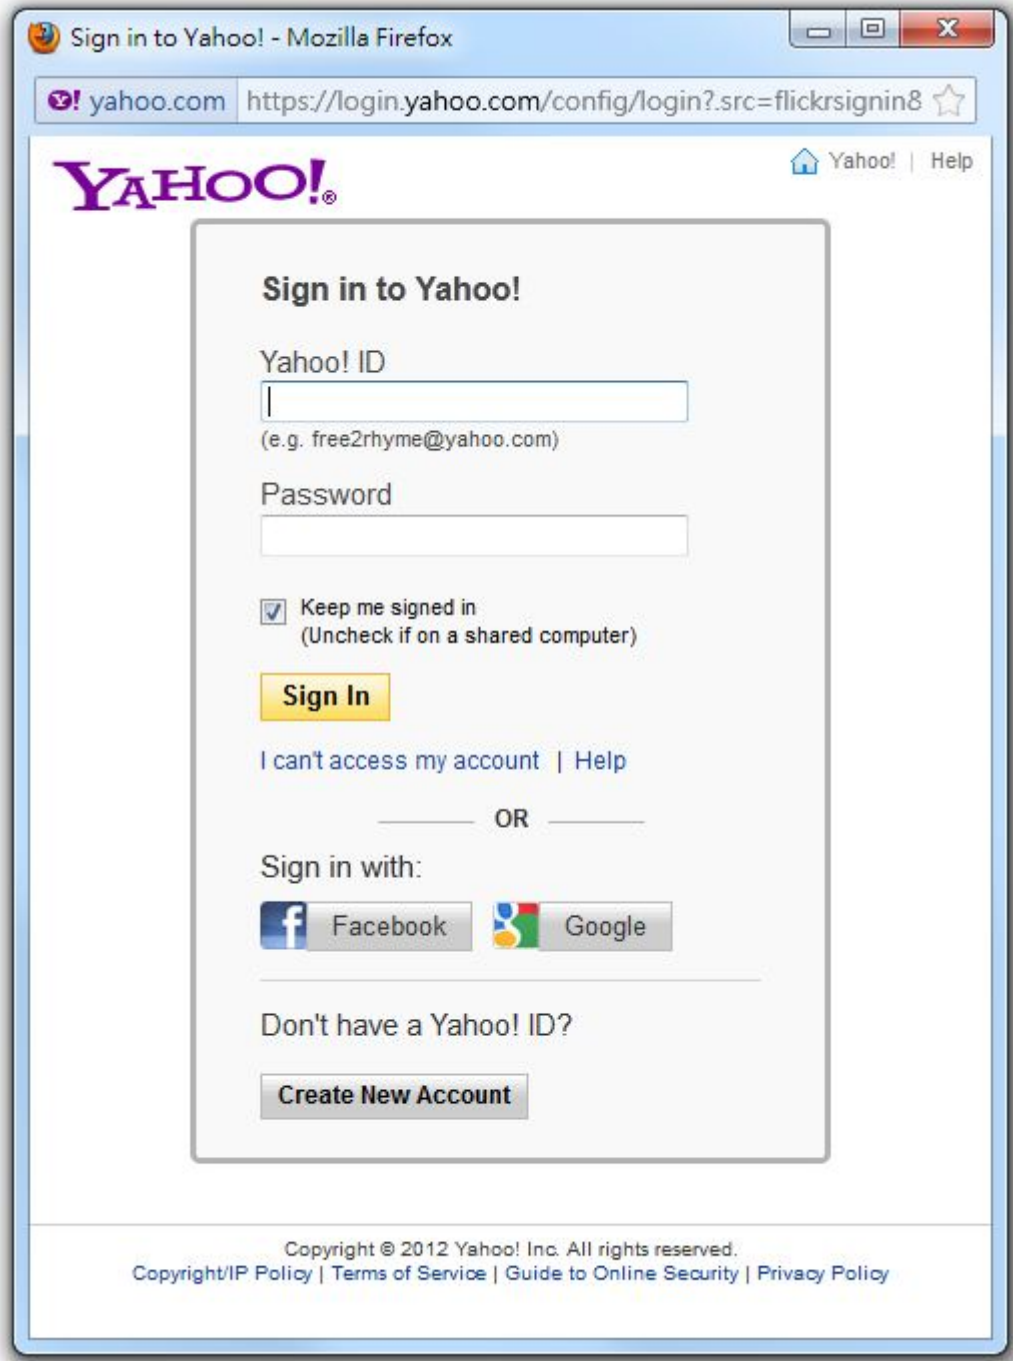 Sign in to Yahoo! - Mozilla Firefox
Y! yahoo.com https://login.yahoo.com/config/login?.src=flickrsignin8
YAHOO!®
Yahoo! | Help
Sign in to Yahoo!
Yahoo! ID
(e.g. free2rhyme@yahoo.com)
Password
Keep me signed in
(Uncheck if on a shared computer)
Sign In
I can't access my account | Help
OR
Sign in with:
f Facebook g Google
Don't have a Yahoo! ID?
Create New Account
Copyright © 2012 Yahoo! Inc. All rights reserved.
Copyright/IP Policy | Terms of Service | Guide to Online Security | Privacy Policy